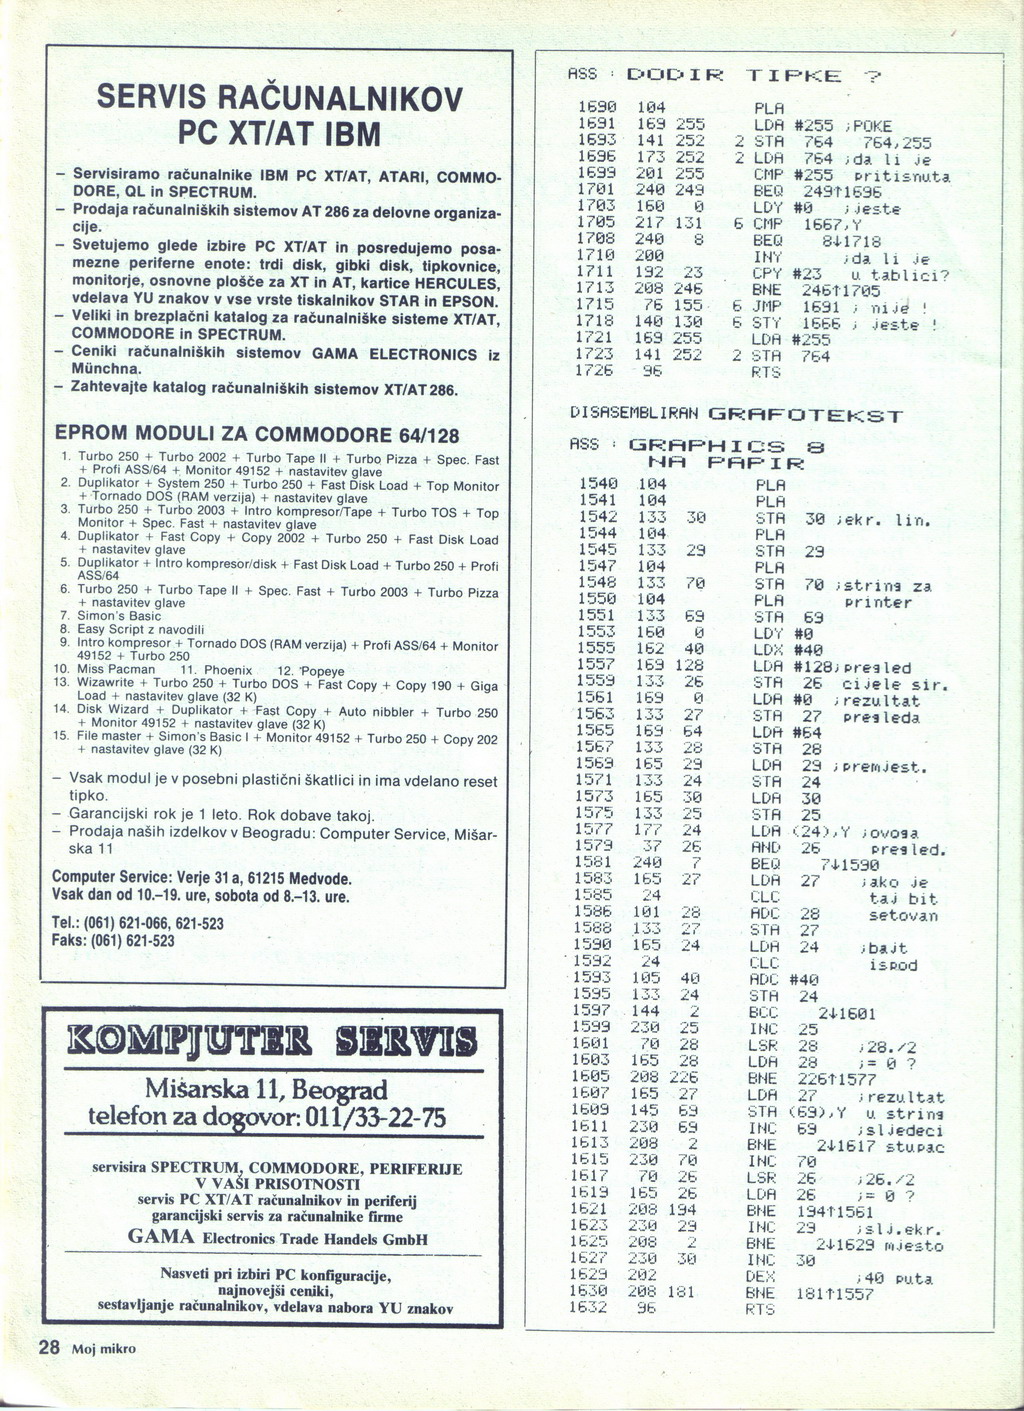 SERVIS RAČUNALNIKOV
PC XT/AT IBM
– Servisiramo računalnike IBM PC XT/AT, ATARI, COMMO-
DORE, QL in SPECTRUM.
– Prodaja računalniških sistemov AT 286 za delovne organiza-
cije.
– Svetujemo glede izbire PC XT/AT in posredujemo posa-
mezne periferne enote: trdi disk, gibki disk, tipkovnice,
monitorje, osnovne plošče za XT in AT, kartice HERCULES,
vdelava YU znakov v vse vrste tiskalnikov STAR in EPSON.
– Veliki in brezplačni katalog za računalniške sisteme XT/AT,
COMMODORE in SPECTRUM.
– Ceniki računalniških sistemov GAMA ELECTRONICS iz
Münchna.
– Zahtevajte katalog računalniških sistemov XT/AT 286.
EPROM MODULI ZA COMMODORE 64/128
1. Turbo 250 + Turbo 2002 + Turbo Tape II + Turbo Pizza + Spec. Fast
+ Profi ASS/64 + Monitor 49152 + nastavitev glave
2. Duplikator + System 250 + Turbo 250 + Fast Disk Load + Top Monitor
+ Tornado DOS (RAM verzija) + nastavitev glave
3. Turbo 250 + Turbo 2003 + Intro kompresor/Tape + Turbo TOS + Top
Monitor + Spec. Fast + nastavitev glave
4. Duplikator + Fast Copy + Copy 2002 + Turbo 250 + Fast Disk Load
+ nastavitev glave
5. Duplikator + Intro kompresor/disk + Fast Disk Load + Turbo 250 + Profi
ASS/64
6. Turbo 250 + Turbo Tape II + Spec. Fast + Turbo 2003 + Turbo Pizza
+ nastavitev glave
7. Simon's Basic
8. Easy Script z navodili
9. Intro kompresor + Tornado DOS (RAM verzija) + Profi ASS/64 + Monitor
49152 + Turbo 250
10. Miss Pacman 11. Phoenix 12. Popeye
13. Wizawrite + Turbo 250 + Turbo DOS + Fast Copy + Copy 190 + Giga
Load + nastavitev glave (32 K)
14. Disk Wizard + Duplikator + Fast Copy + Auto nibbler + Turbo 250
+ Monitor 49152 + nastavitev glave (32 K)
15. File master + Simon's Basic I + Monitor 49152 + Turbo 250 + Copy 202
+ nastavitev glave (32 K)
– Vsak modul je v posebni plastični škatlici in ima vdelano reset
tipko.
– Garancijski rok je 1 leto. Rok dobave takoj.
– Prodaja naših izdelkov v Beogradu: Computer Service, Mišar-
ska 11
Computer Service: Verje 31 a, 61215 Medvode.
Vsak dan od 10.–19. ure, sobota od 8.–13. ure.
Tel.: (061) 621-066, 621-523
Faks: (061) 621-523
KOMPJUTER SERVIS
Mišarska 11, Beograd
telefon za dogovor: 011/33-22-75
servisira SPECTRUM, COMMODORE, PERIFERIJE
V VAŠI PRISOTNOSTI
servis PC XT/AT računalnikov in periferij
garancijski servis za računalnike firme
GAMA Electronics Trade Handels GmbH
Nasveti pri izbiri PC konfiguracije,
najnovejši ceniki,
sestavljanje računalnikov, vdelava nabora YU znakov
28 Moj mikro
ASS : DODIR TIPKE ?
1690 104 PLA
1691 169 255 LDA #255 ;POKE
1693 141 252 2 STA 764 764,255
1696 173 252 2 LDA 764 ;da li je
1699 201 255 CMP #255 pritisnuta
1701 240 249 BEQ 249↑1696
1703 160 0 LDY #0 ;jeste
1705 217 131 6 CMP 1667,Y
1708 240 8 BEQ 8↓1718
1710 200 INY ;da li je
1711 192 23 CPY #23 u tablici?
1713 208 246 BNE 246↑1705
1715 76 155 6 JMP 1691 ; nije !
1718 140 130 6 STY 1666 ; jeste !
1721 169 255 LDA #255
1723 141 252 2 STA 764
1726 96 RTS
DISASEMBLIRAN GRAFOTEKST
ASS : GRAPHICS 8
NA PAPIR
1540 104 PLA
1541 104 PLA
1542 133 30 STA 30 ;ekr. lin.
1544 104 PLA
1545 133 29 STA 29
1547 104 PLA
1548 133 70 STA 70 ;string za
1550 104 PLA printer
1551 133 69 STA 69
1553 160 0 LDY #0
1555 162 40 LDX #40
1557 169 128 LDA #128;pregled
1559 133 26 STA 26 cijele sir.
1561 169 0 LDA #0 ;rezultat
1563 133 27 STA 27 pregleda
1565 169 64 LDA #64
1567 133 28 STA 28
1569 165 29 LDA 29 ;premjest.
1571 133 24 STA 24
1573 165 30 LDA 30
1575 133 25 STA 25
1577 177 24 LDA (24),Y ;ovoga
1579 37 26 AND 26 pregled.
1581 240 7 BEQ 7↓1590
1583 165 27 LDA 27 ;ako je
1585 24 CLC taj bit
1586 101 28 ADC 28 setovan
1588 133 27 STA 27
1590 165 24 LDA 24 ;bajt
1592 24 CLC ispod
1593 105 40 ADC #40
1595 133 24 STA 24
1597 144 2 BCC 2↓1601
1599 230 25 INC 25
1601 70 28 LSR 28 ;28./2
1603 165 28 LDA 28 ;= 0 ?
1605 208 226 BNE 226↑1577
1607 165 27 LDA 27 ;rezultat
1609 145 69 STA (69),Y u string
1611 230 69 INC 69 ;sljedeci
1613 208 2 BNE 2↓1617 stupac
1615 230 70 INC 70
1617 70 26 LSR 26 ;26./2
1619 165 26 LDA 26 ;= 0 ?
1621 208 194 BNE 194↑1561
1623 230 29 INC 29 ;slj.ekr.
1625 208 2 BNE 2↓1629 mjesto
1627 230 30 INC 30
1629 202 DEX ;40 puta
1630 208 181 BNE 181↑1557
1632 96 RTS